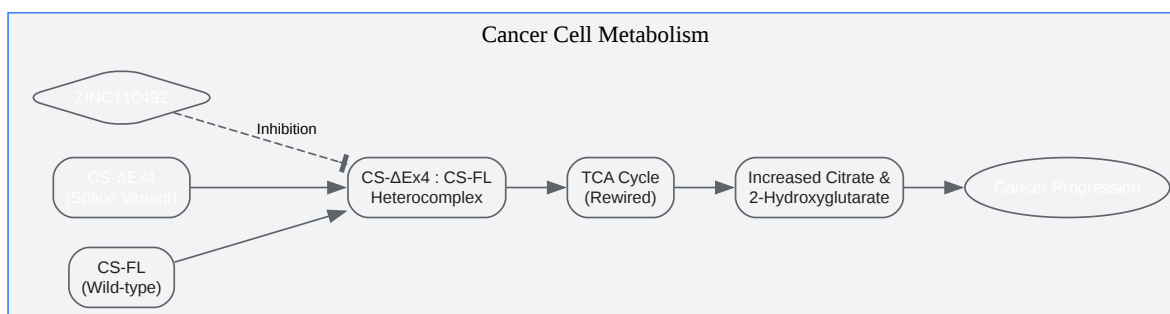 Cancer Cell Metabolism
ZINC110492
Inhibition
CS-ΔEx4
(Splice Variant)
CS-ΔEx4 : CS-FL
Heterocomplex
TCA Cycle
(Rewired)
Increased Citrate &
2-Hydroxyglutarate
Cancer Progression
CS-FL
(Wild-type)